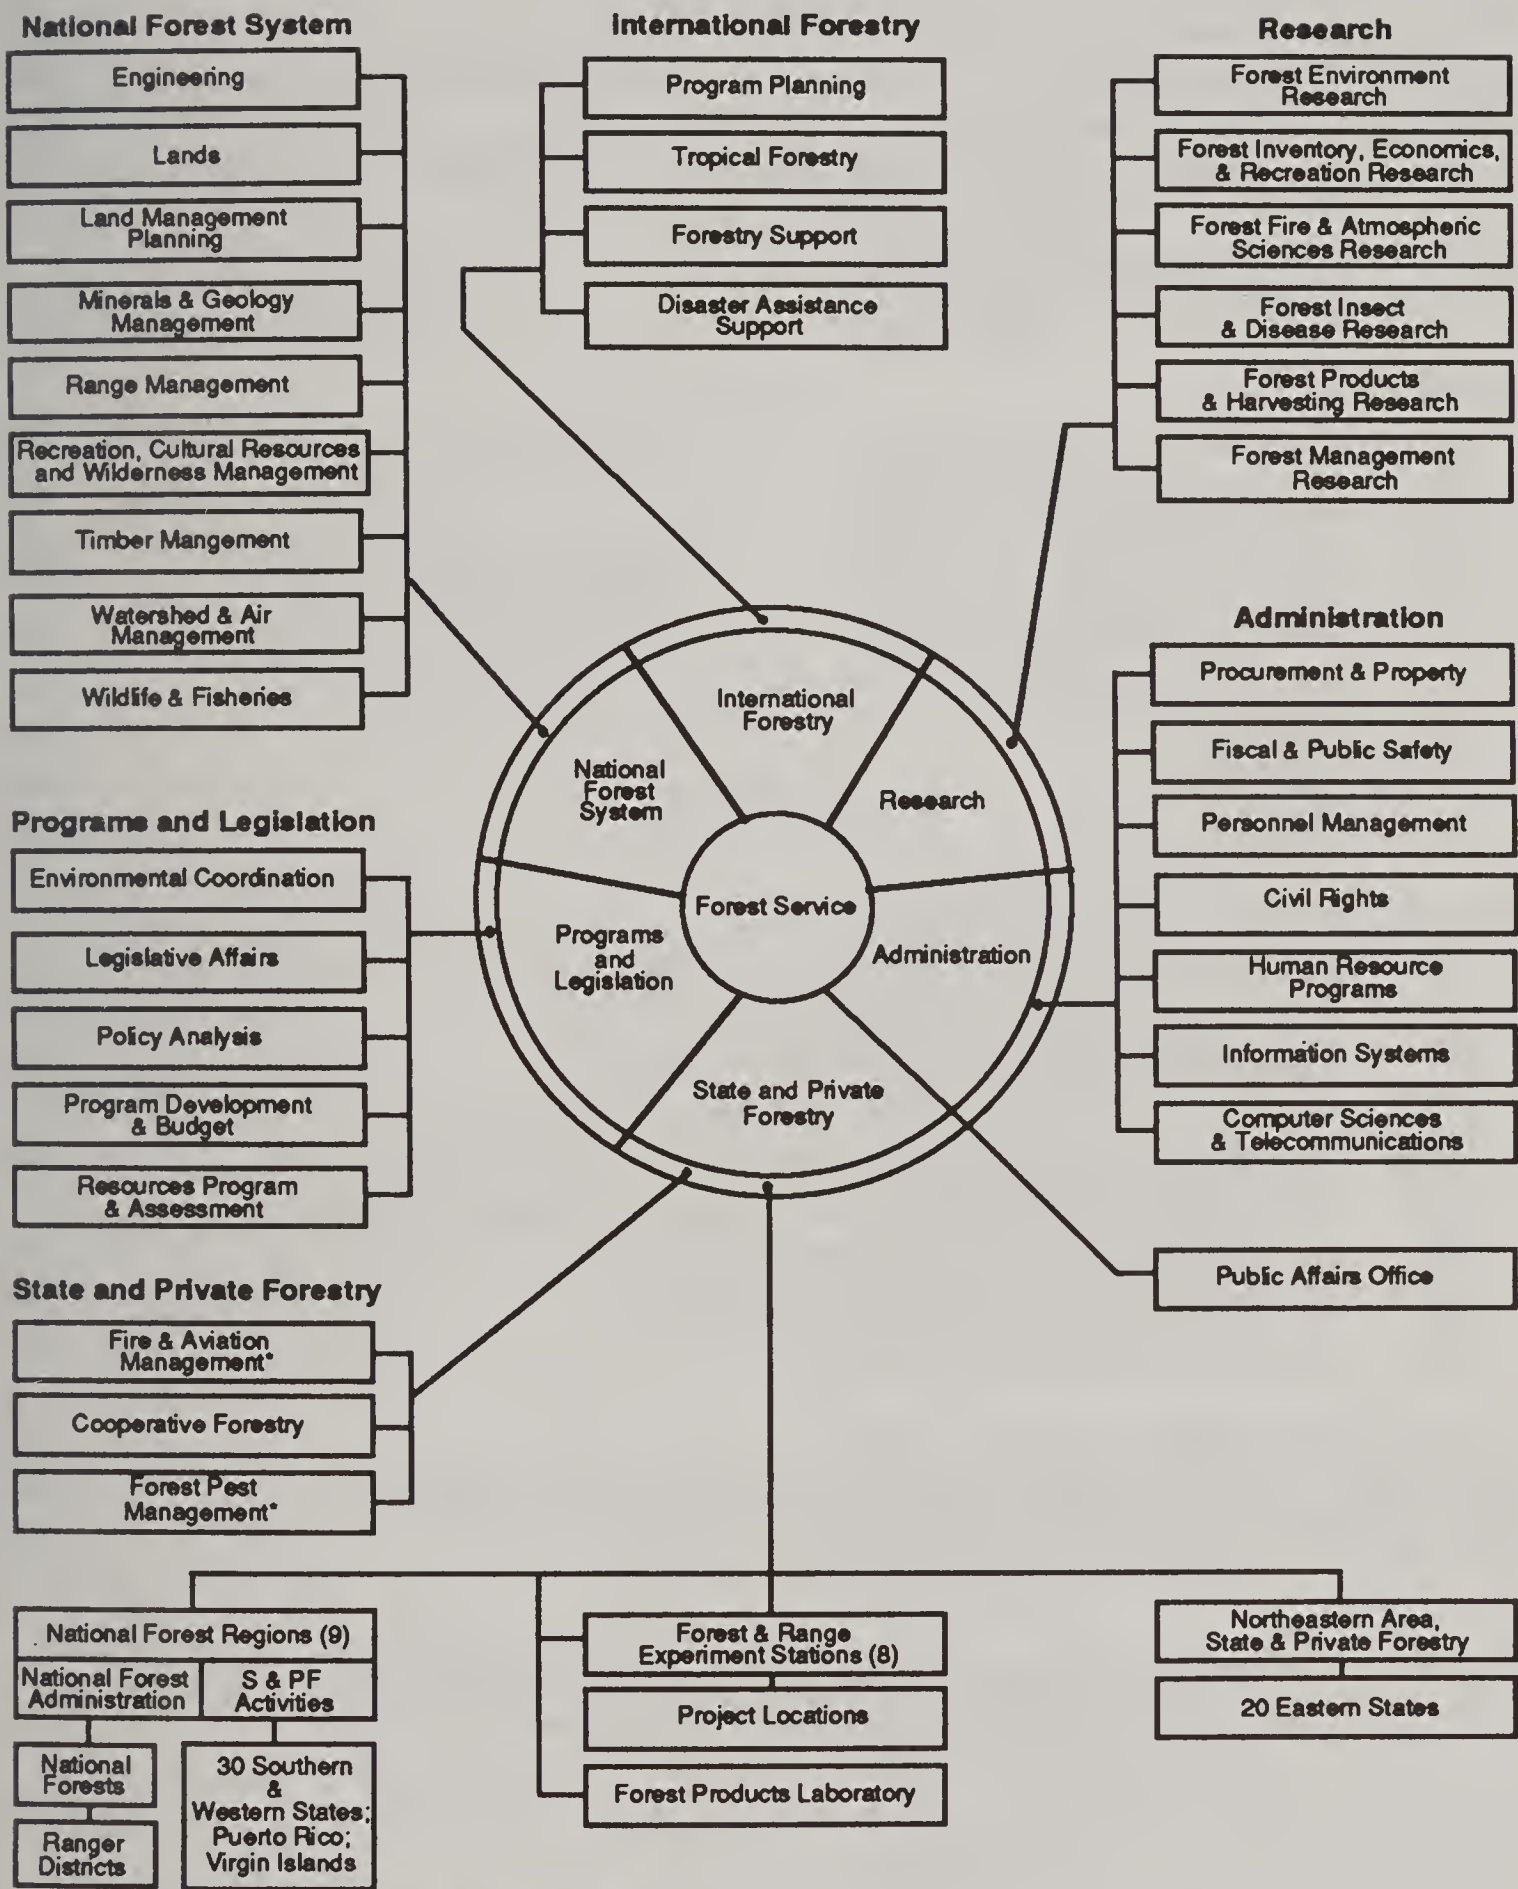 National Forest System
Engineering
Lands
Land Management
Planning
Minerals & Geology
Management
Range Management
Recreation, Cultural Resources
and Wilderness Management
Timber Mangement
Watershed & Air
Management
Wildlife & Fisheries
International Forestry
Program Planning
Tropical Forestry
Forestry Support
Disaster Assistance
Support
Research
Forest Environment
Research
Forest Inventory, Economics,
& Recreation Research
Forest Fire & Atmospheric
Sciences Research
Forest Insect
& Disease Research
Forest Products
& Harvesting Research
Forest Management
Research
Administration
Procurement & Property
Fiscal & Public Safety
Personnel Management
Civil Rights
Human Resource
Programs
Information Systems
Computer Sciences
& Telecommunications
Public Affairs Office
International
Forestry
National
Forest
System
Research
Forest Service
Programs
and
Legislation
Administration
State and Private
Forestry
Programs and Legislation
Environmental Coordination
Legislative Affairs
Policy Analysis
Program Development
& Budget
Resources Program
& Assessment
State and Private Forestry
Fire & Aviation
Management*
Cooperative Forestry
Forest Pest
Management*
National Forest Regions (9)
National Forest
Administration
S & PF
Activities
National
Forests
Ranger
Districts
30 Southern
&
Western States;
Puerto Rico;
Virgin Islands
Forest & Range
Experiment Stations (8)
Project Locations
Forest Products Laboratory
Northeastern Area,
State & Private Forestry
20 Eastern States